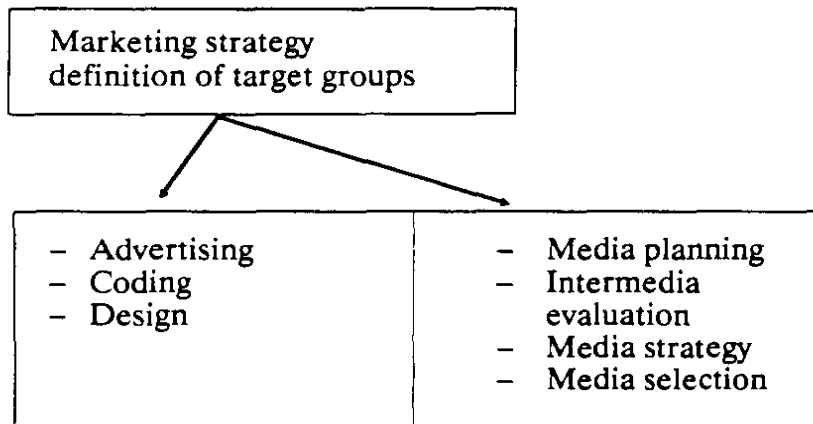 Marketing strategy
definition of target groups
– Advertising
– Coding
– Design
– Media planning
– Intermedia
evaluation
– Media strategy
– Media selection